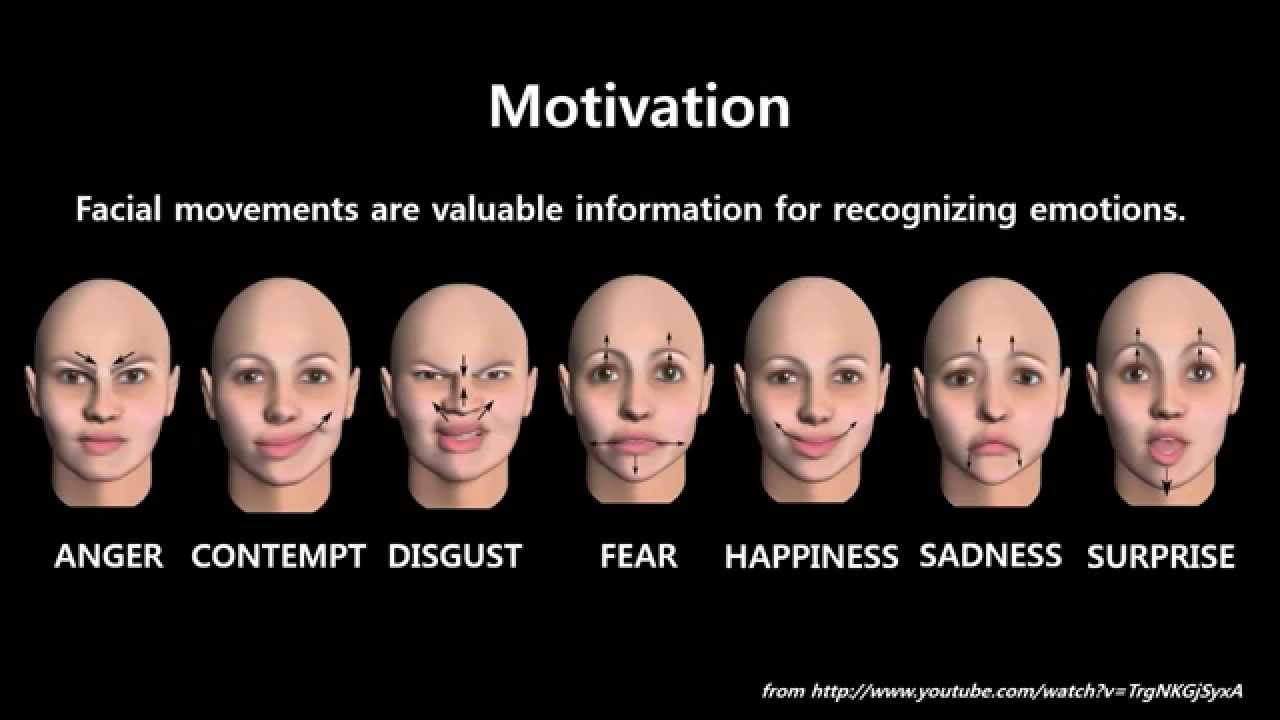 Motivation
Facial movements are valuable information for recognizing emotions.
ANGER CONTEMPT DISGUST FEAR HAPPINESS SADNESS SURPRISE
from http://www.youtube.com/watch?v=TrgNKGjSyxA